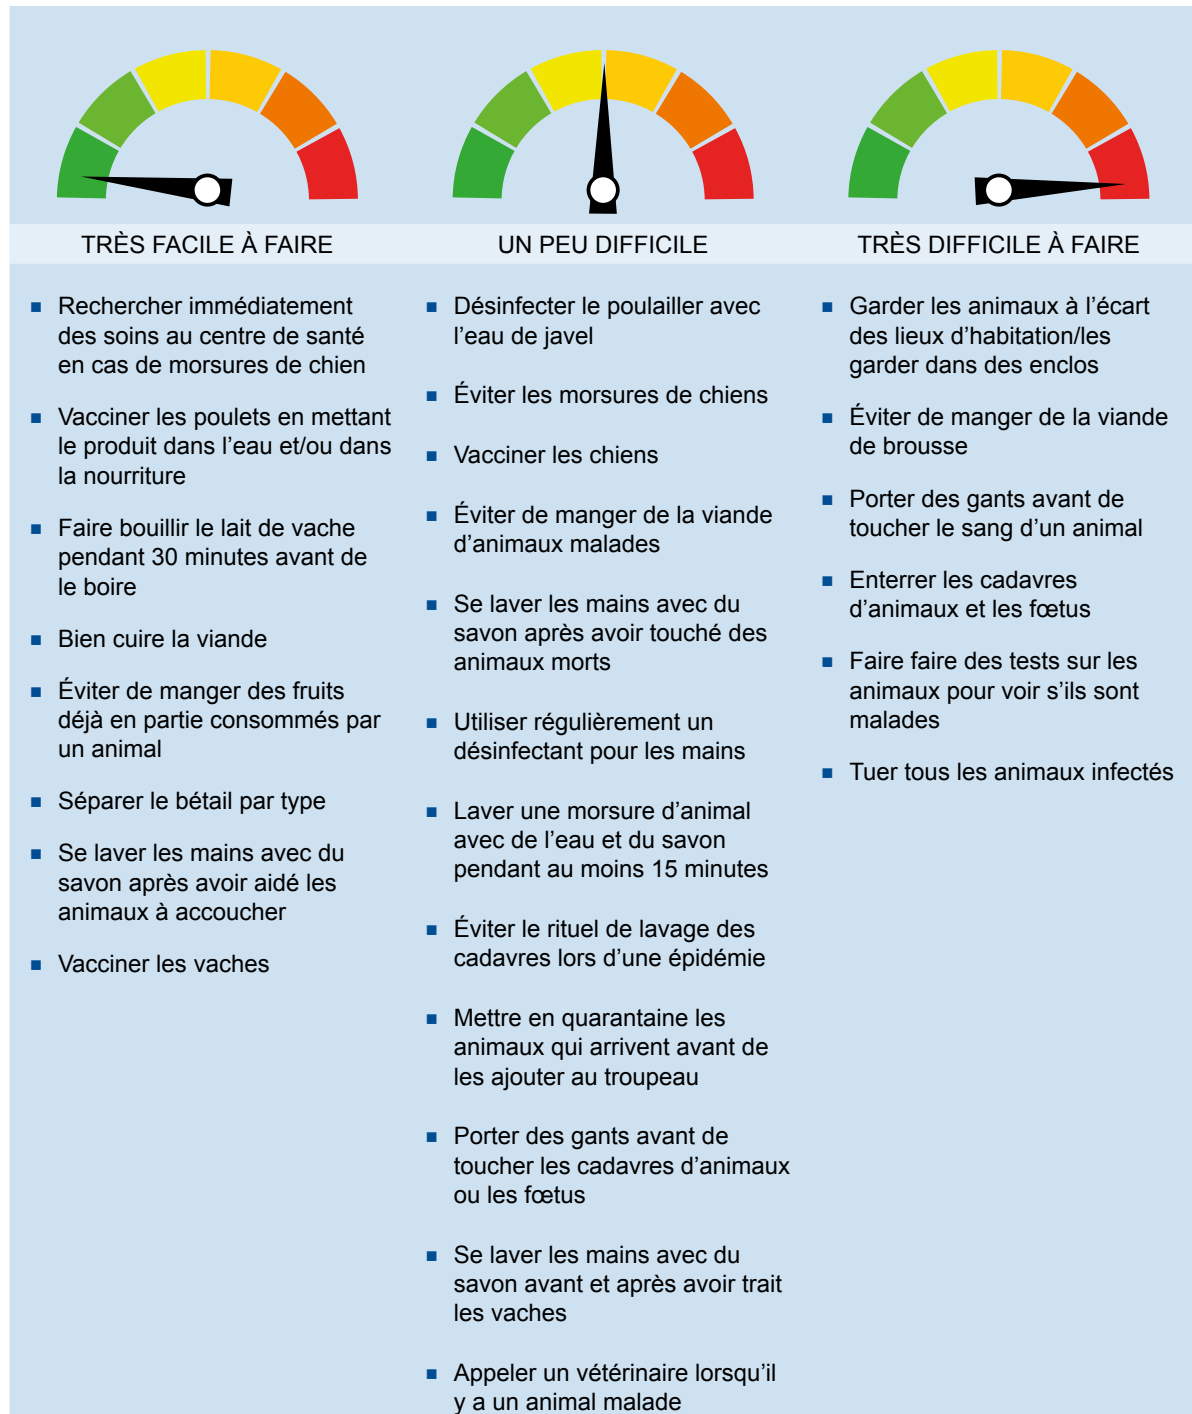 TRÈS FACILE À FAIRE
■ Rechercher immédiatement
des soins au centre de santé
en cas de morsures de chien
■ Vacciner les poulets en mettant
le produit dans l’eau et/ou dans
la nourriture
■ Faire bouillir le lait de vache
pendant 30 minutes avant de
le boire
■ Bien cuire la viande
■ Éviter de manger des fruits
déjà en partie consommés par
un animal
■ Séparer le bétail par type
■ Se laver les mains avec du
savon après avoir aidé les
animaux à accoucher
■ Vacciner les vaches
UN PEU DIFFICILE
■ Désinfecter le poulailler avec
l’eau de javel
■ Éviter les morsures de chiens
■ Vacciner les chiens
■ Éviter de manger de la viande
d’animaux malades
■ Se laver les mains avec du
savon après avoir touché des
animaux morts
■ Utiliser régulièrement un
désinfectant pour les mains
■ Laver une morsure d’animal
avec de l’eau et du savon
pendant au moins 15 minutes
■ Éviter le rituel de lavage des
cadavres lors d’une épidémie
■ Mettre en quarantaine les
animaux qui arrivent avant de
les ajouter au troupeau
■ Porter des gants avant de
toucher les cadavres d’animaux
ou les fœtus
■ Se laver les mains avec du
savon avant et après avoir trait
les vaches
■ Appeler un vétérinaire lorsqu’il
y a un animal malade
TRÈS DIFFICILE À FAIRE
■ Garder les animaux à l’écart
des lieux d’habitation/les
garder dans des enclos
■ Éviter de manger de la viande
de brousse
■ Porter des gants avant de
toucher le sang d’un animal
■ Enterrer les cadavres
d’animaux et les fœtus
■ Faire faire des tests sur les
animaux pour voir s’ils sont
malades
■ Tuer tous les animaux infectés